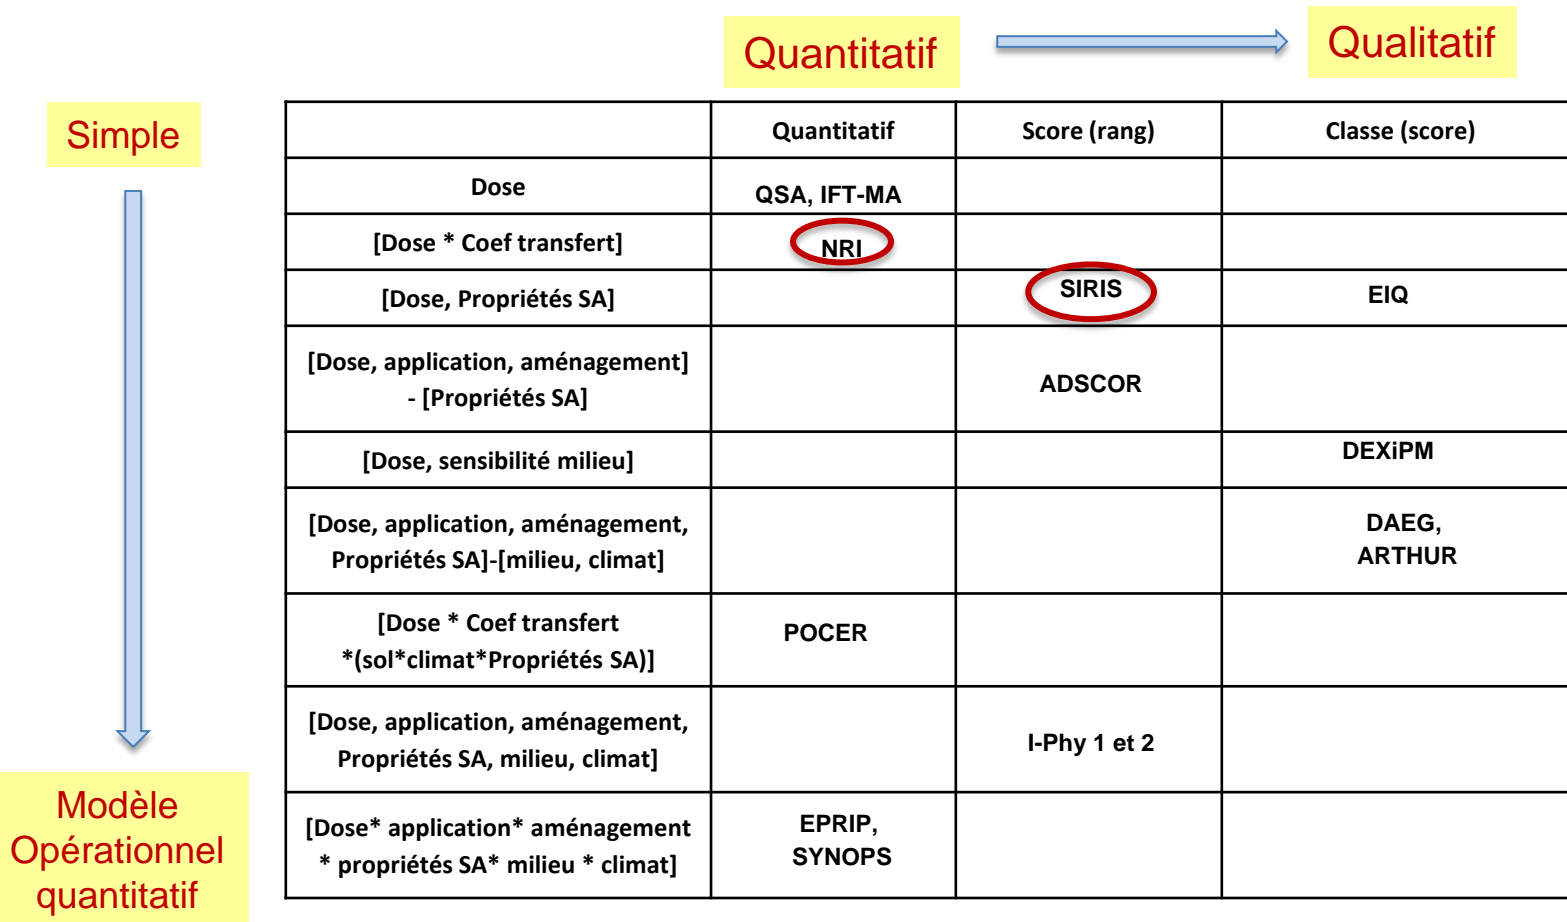 Quantitatif
Qualitatif
Simple
Quantitatif
Score (rang)
Classe (score)
Dose
QSA, IFT-MA
[Dose * Coef transfert]
NRI
[Dose, Propriétés SA]
SIRIS
EIQ
[Dose, application, aménagement]
- [Propriétés SA]
ADSCOR
[Dose, sensibilité milieu]
DEXiPM
[Dose, application, aménagement,
Propriétés SA]-[milieu, climat]
DAEG,
ARTHUR
[Dose * Coef transfert
*(sol*climat*Propriétés SA)]
POCER
[Dose, application, aménagement,
Propriétés SA, milieu, climat]
I-Phy 1 et 2
[Dose* application* aménagement
* propriétés SA* milieu * climat]
EPRIP,
SYNOPS
Modèle
Opérationnel
quantitatif